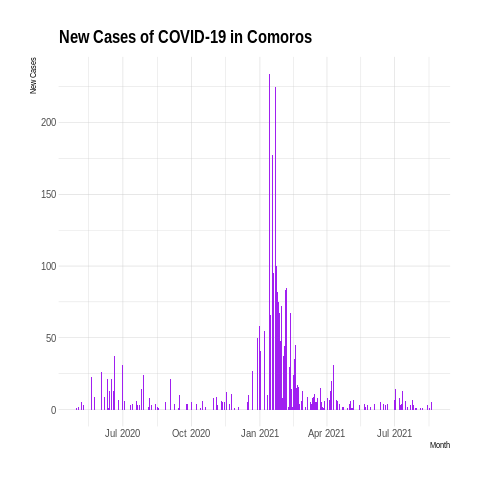 New Cases of COVID-19 in Comoros
New Cases
200
150
100
50
0
Jul 2020 Oct 2020 Jan 2021 Apr 2021 Jul 2021
Month